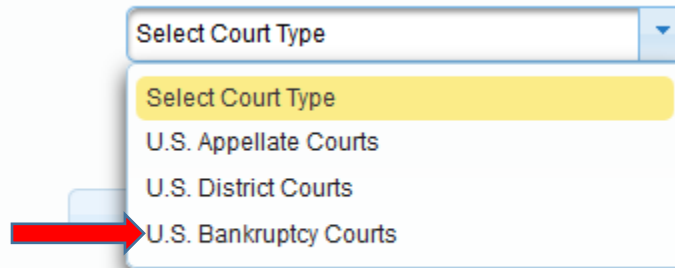 Select Court Type
Select Court Type
U.S. Appellate Courts
U.S. District Courts
U.S. Bankruptcy Courts